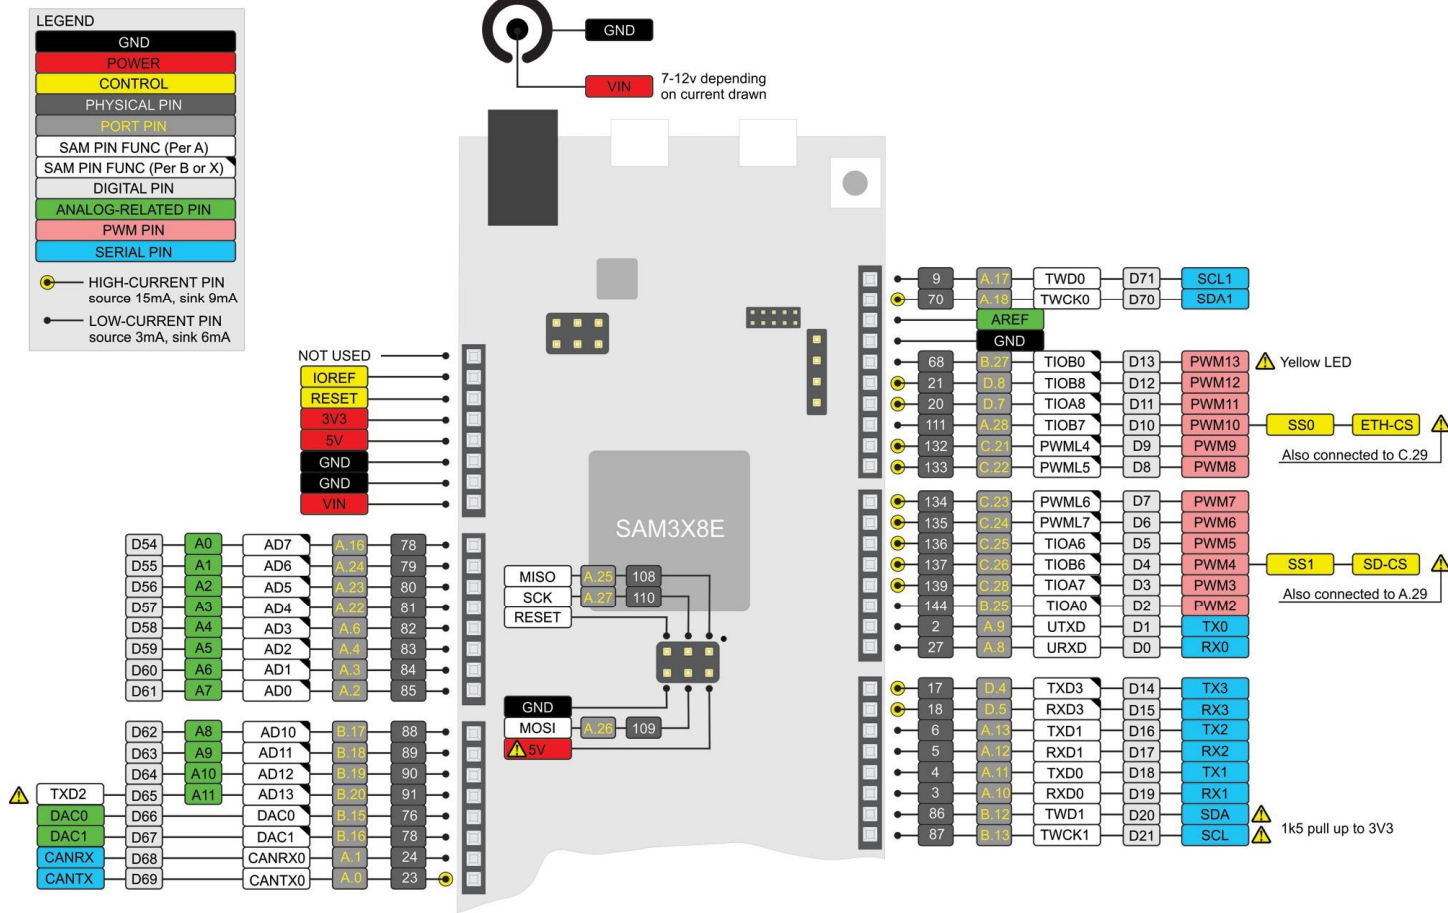 LEGEND
GND
POWER
CONTROL
PHYSICAL PIN
PORT PIN
SAM PIN FUNC (Per A)
SAM PIN FUNC (Per B or X)
DIGITAL PIN
ANALOG-RELATED PIN
PWM PIN
SERIAL PIN
HIGH-CURRENT PIN
source 15mA, sink 9mA
LOW-CURRENT PIN
source 3mA, sink 6mA
GND
VIN
7-12v depending
on current drawn
NOT USED
IOREF
RESET
3V3
5V
GND
GND
VIN
D54 A0 AD7 A.16 78
D55 A1 AD6 A.24 79
D56 A2 AD5 A.23 80
D57 A3 AD4 A.22 81
D58 A4 AD3 A.6 82
D59 A5 AD2 A.4 83
D60 A6 AD1 A.3 84
D61 A7 AD0 A.2 85
D62 A8 AD10 B.17 88
D63 A9 AD11 B.18 89
D64 A10 AD12 B.19 90
TXD2 D65 A11 AD13 B.20 91
DAC0 D66 DAC0 B.15 76
DAC1 D67 DAC1 B.16 78
CANRX D68 CANRX0 A.1 24
CANTX D69 CANTX0 A.0 23
SAM3X8E
MISO A.25 108
SCK A.27 110
RESET
GND
MOSI A.26 109
5V
9 A.17 TWD0 D71 SCL1
70 A.18 TWCK0 D70 SDA1
AREF
GND
68 B.27 TIOB0 D13 PWM13 Yellow LED
21 D.8 TIOB8 D12 PWM12
20 D.7 TIOA8 D11 PWM11
111 A.28 TIOB7 D10 PWM10 SS0 ETH-CS
132 C.21 PWML4 D9 PWM9
Also connected to C.29
133 C.22 PWML5 D8 PWM8
134 C.23 PWML6 D7 PWM7
135 C.24 PWML7 D6 PWM6
136 C.25 TIOA6 D5 PWM5
137 C.26 TIOB6 D4 PWM4 SS1 SD-CS
139 C.28 TIOA7 D3 PWM3
Also connected to A.29
144 B.25 TIOA0 D2 PWM2
2 A.9 UTXD D1 TX0
27 A.8 URXD D0 RX0
17 D.4 TXD3 D14 TX3
18 D.5 RXD3 D15 RX3
6 A.13 TXD1 D16 TX2
5 A.12 RXD1 D17 RX2
4 A.11 TXD0 D18 TX1
3 A.10 RXD0 D19 RX1
86 B.12 TWD1 D20 SDA
1k5 pull up to 3V3
87 B.13 TWCK1 D21 SCL